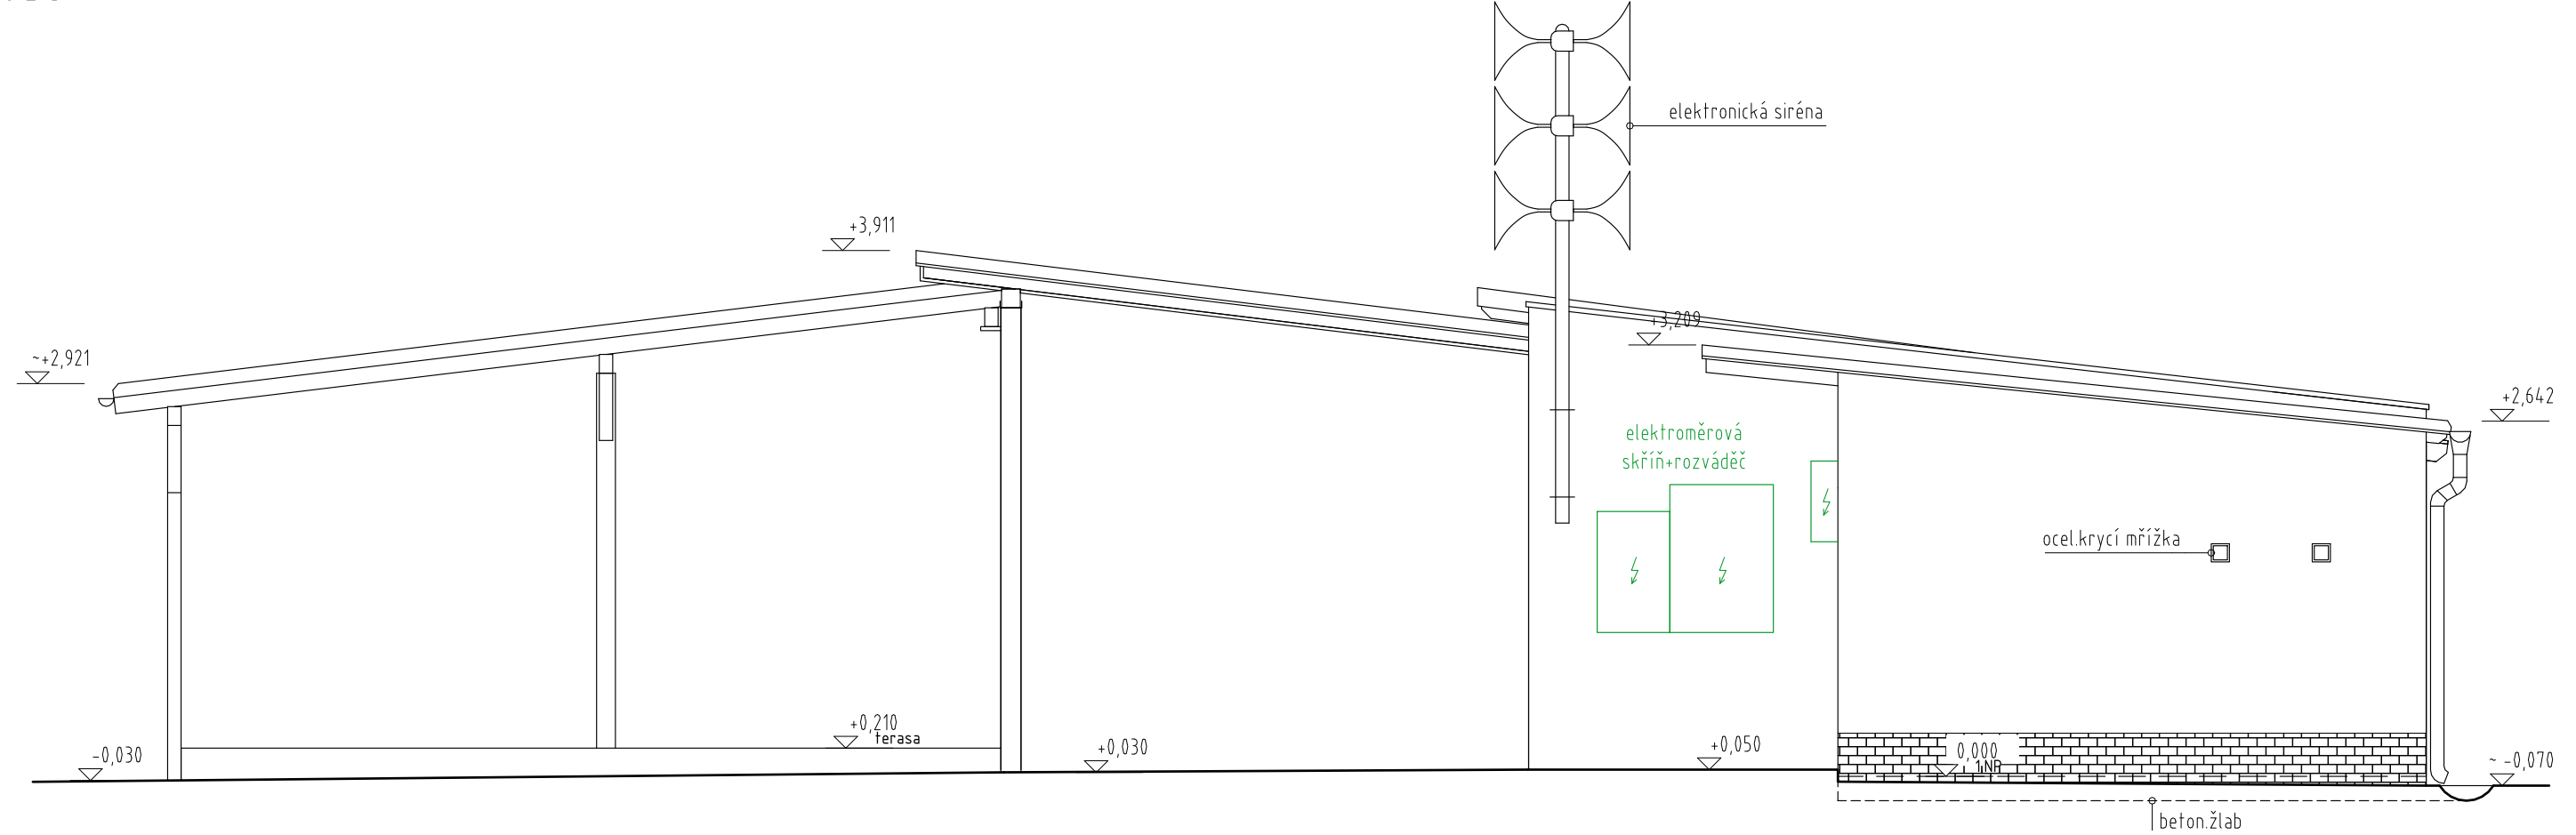 elektronická siréna
+3,911
+3,209
~+2,921
+2,642
elektroměrová
skříň+rozváděč
ocel.krycí mřížka
+0,210
terasa
-0,030
+0,030
+0,050
0,000
1.NP
~ -0,070
beton.žlab